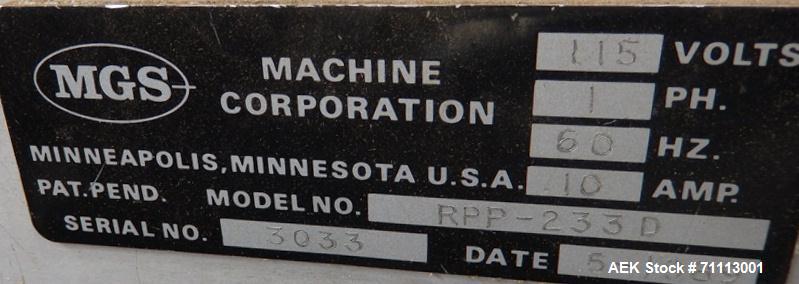 MGS
MACHINE CORPORATION
115 VOLTS
1 PH.
60 HZ.
MINNEAPOLIS, MINNESOTA U.S.A.
10 AMP.
PAT. PEND. MODEL NO. RPP-233D
SERIAL NO. 3033 DATE
AEK Stock # 71113001